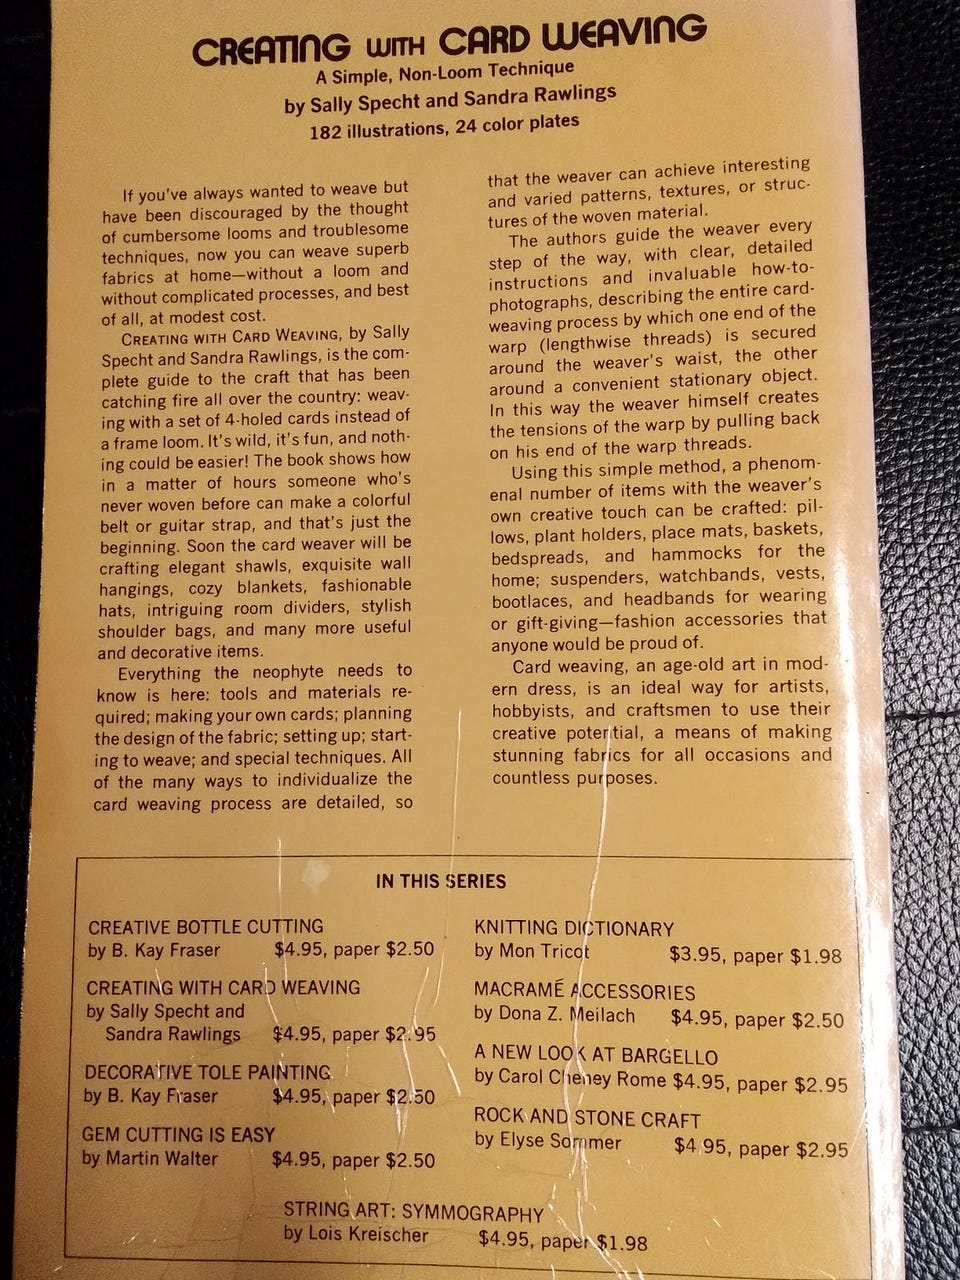 CREATING WITH CARD WEAVING
A Simple, Non-Loom Technique
by Sally Specht and Sandra Rawlings
182 illustrations, 24 color plates
If you've always wanted to weave but
have been discouraged by the thought
of cumbersome looms and troublesome
techniques, now you can weave superb
fabrics at home—without a loom and
without complicated processes, and best
of all, at modest cost.
CREATING WITH CARD WEAVING, by Sally
Specht and Sandra Rawlings, is the com-
plete guide to the craft that has been
catching fire all over the country: weav-
ing with a set of 4-holed cards instead of
a frame loom. It's wild, it's fun, and noth-
ing could be easier! The book shows how
in a matter of hours someone who's
never woven before can make a colorful
belt or guitar strap, and that's just the
beginning. Soon the card weaver will be
crafting elegant shawls, exquisite wall
hangings, cozy blankets, fashionable
hats, intriguing room dividers, stylish
shoulder bags, and many more useful
and decorative items.
Everything the neophyte needs to
know is here: tools and materials re-
quired; making your own cards; planning
the design of the fabric; setting up; start-
ing to weave; and special techniques. All
of the many ways to individualize the
card weaving process are detailed, so
that the weaver can achieve interesting
and varied patterns, textures, or struc-
tures of the woven material.
The authors guide the weaver every
step of the way, with clear, detailed
instructions and invaluable how-to-
photographs, describing the entire card-
weaving process by which one end of the
warp (lengthwise threads) is secured
around the weaver's waist, the other
around a convenient stationary object.
In this way the weaver himself creates
the tensions of the warp by pulling back
on his end of the warp threads.
Using this simple method, a phenom-
enal number of items with the weaver's
own creative touch can be crafted: pil-
lows, plant holders, place mats, baskets,
bedspreads, and hammocks for the
home; suspenders, watchbands, vests,
bootlaces, and headbands for wearing
or gift-giving—fashion accessories that
anyone would be proud of.
Card weaving, an age-old art in mod-
ern dress, is an ideal way for artists,
hobbyists, and craftsmen to use their
creative potential, a means of making
stunning fabrics for all occasions and
countless purposes.
IN THIS SERIES
CREATIVE BOTTLE CUTTING
by B. Kay Fraser $4.95, paper $2.50
CREATING WITH CARD WEAVING
by Sally Specht and
Sandra Rawlings $4.95, paper $2.95
DECORATIVE TOLE PAINTING
by B. Kay Fraser $4.95, paper $2.50
GEM CUTTING IS EASY
by Martin Walter $4.95, paper $2.50
KNITTING DICTIONARY
by Mon Tricot $3.95, paper $1.98
MACRAMÉ ACCESSORIES
by Dona Z. Meilach $4.95, paper $2.50
A NEW LOOK AT BARGELLO
by Carol Cheney Rome $4.95, paper $2.95
ROCK AND STONE CRAFT
by Elyse Sommer $4.95, paper $2.95
STRING ART: SYMMOGRAPHY
by Lois Kreischer $4.95, paper $1.98